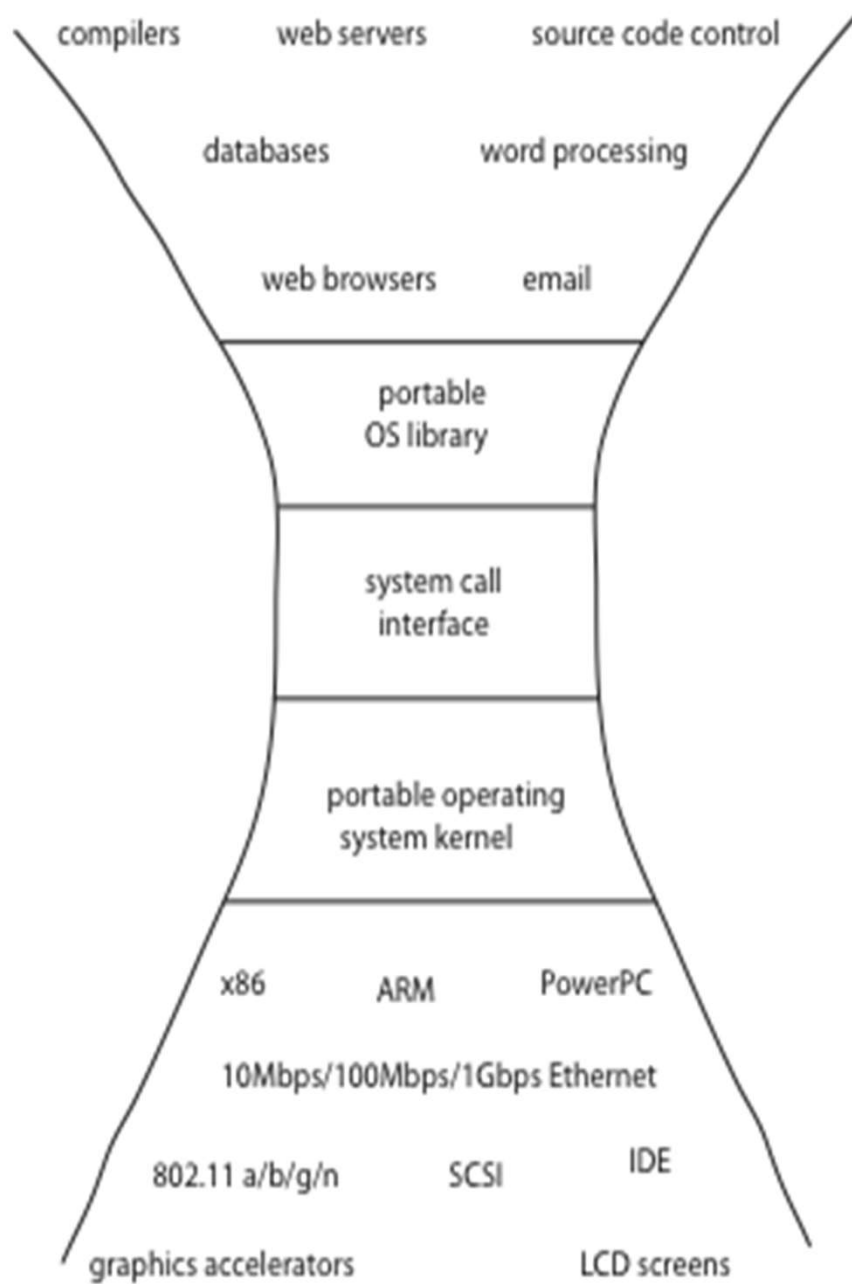 compilers web servers source code control
databases word processing
web browsers email
portable
OS library
system call
interface
portable operating
system kernel
x86 ARM PowerPC
10Mbps/100Mbps/1Gbps Ethernet
802.11 a/b/g/n SCSI IDE
graphics accelerators LCD screens